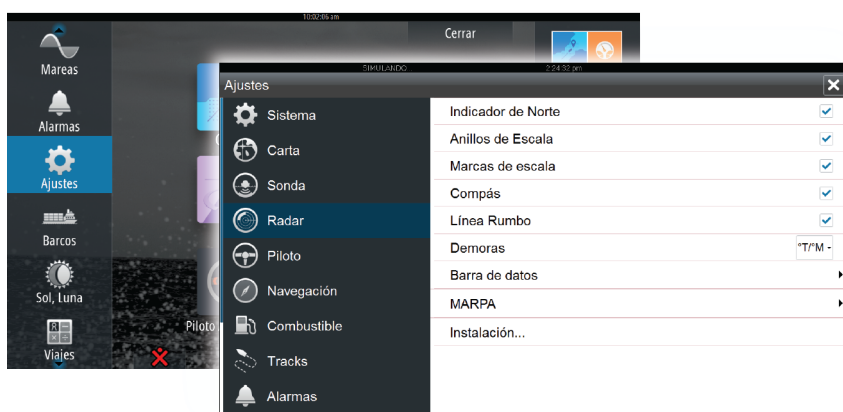 10:02:06 am
Cerrar
Mareas
Alarmas
Ajustes
Barcos
Sol, Luna
Viajes
Piloto
SIMULANDO
2:24:32 pm
Ajustes
Sistema
Carta
Sonda
Radar
Piloto
Navegación
Combustible
Tracks
Alarmas
Indicador de Norte
Anillos de Escala
Marcas de escala
Compás
Línea Rumbo
Demoras
°T/°M
Barra de datos
MARPA
Instalación...